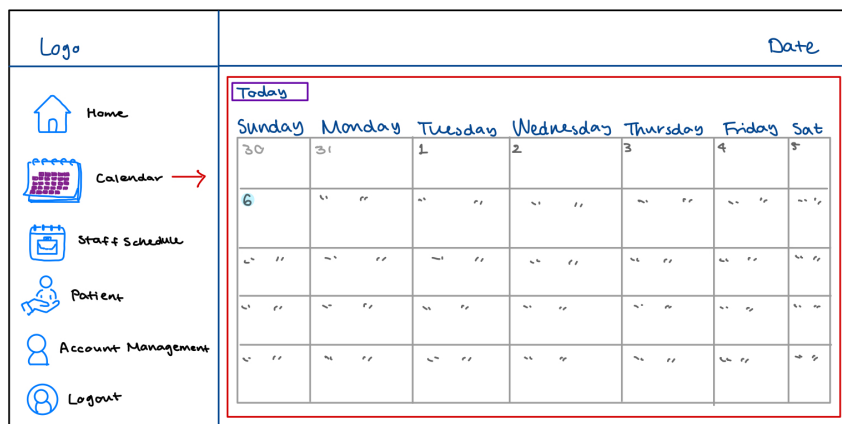 Logo
Date
Home
Calendar
Staff Schedule
Patient
Account Management
Logout
Today
Sunday Monday Tuesday Wednesday Thursday Friday Sat
30 31 1 2 3 4 5
6 " " " " " " " " " " " "
" " " " " " " " " " " " " "
" " " " " " " " " " " " " "
" " " " " " " " " " " " " "